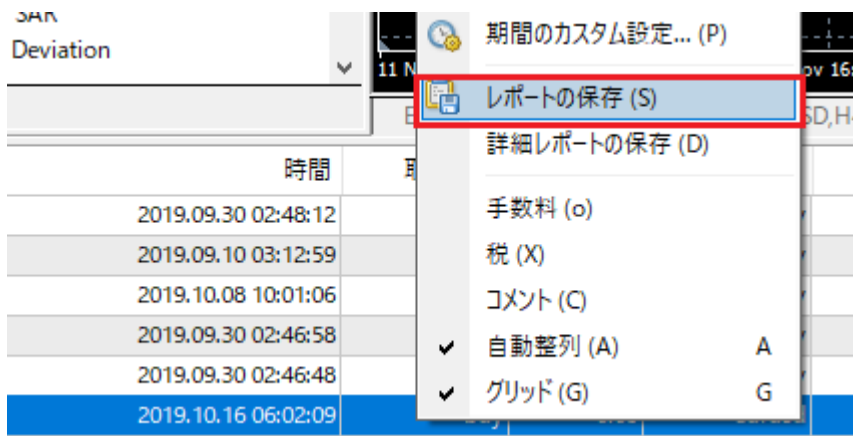 SAR
Deviation
期間のカスタム設定... (P)
11 N
ov 16:
レポートの保存 (S)
SD,H4
詳細レポートの保存 (D)
時間
手数料 (o)
2019.09.30 02:48:12
税 (X)
2019.09.10 03:12:59
コメント (C)
2019.10.08 10:01:06
自動整列 (A) A
2019.09.30 02:46:58
グリッド (G) G
2019.09.30 02:46:48
2019.10.16 06:02:09